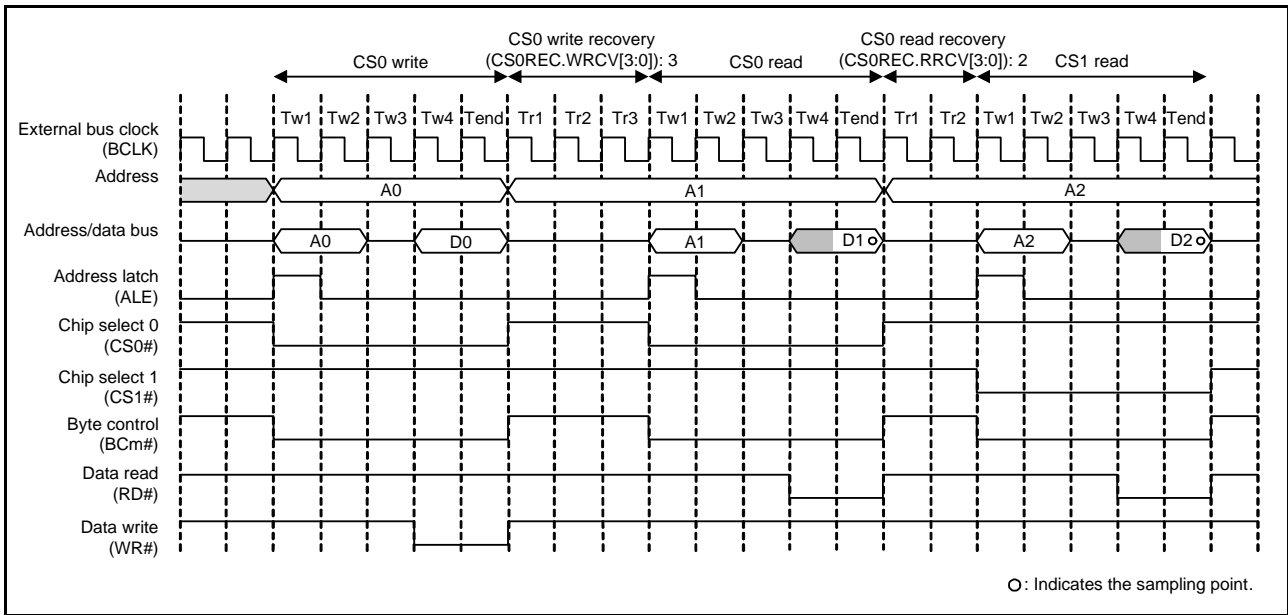 CS0 write recovery
(CS0REC.WRCV[3:0]): 3
CS0 read recovery
(CS0REC.RRCV[3:0]): 2
CS0 write
CS0 read
CS1 read
Tw1 Tw2 Tw3 Tw4 Tend Tr1 Tr2 Tr3 Tw1 Tw2 Tw3 Tw4 Tend Tr1 Tr2 Tw1 Tw2 Tw3 Tw4 Tend
External bus clock
(BCLK)
Address
A0 A1 A2
Address/data bus
A0 D0 A1 D1 A2 D2
Address latch
(ALE)
Chip select 0
(CS0#)
Chip select 1
(CS1#)
Byte control
(BCm#)
Data read
(RD#)
Data write
(WR#)
: Indicates the sampling point.